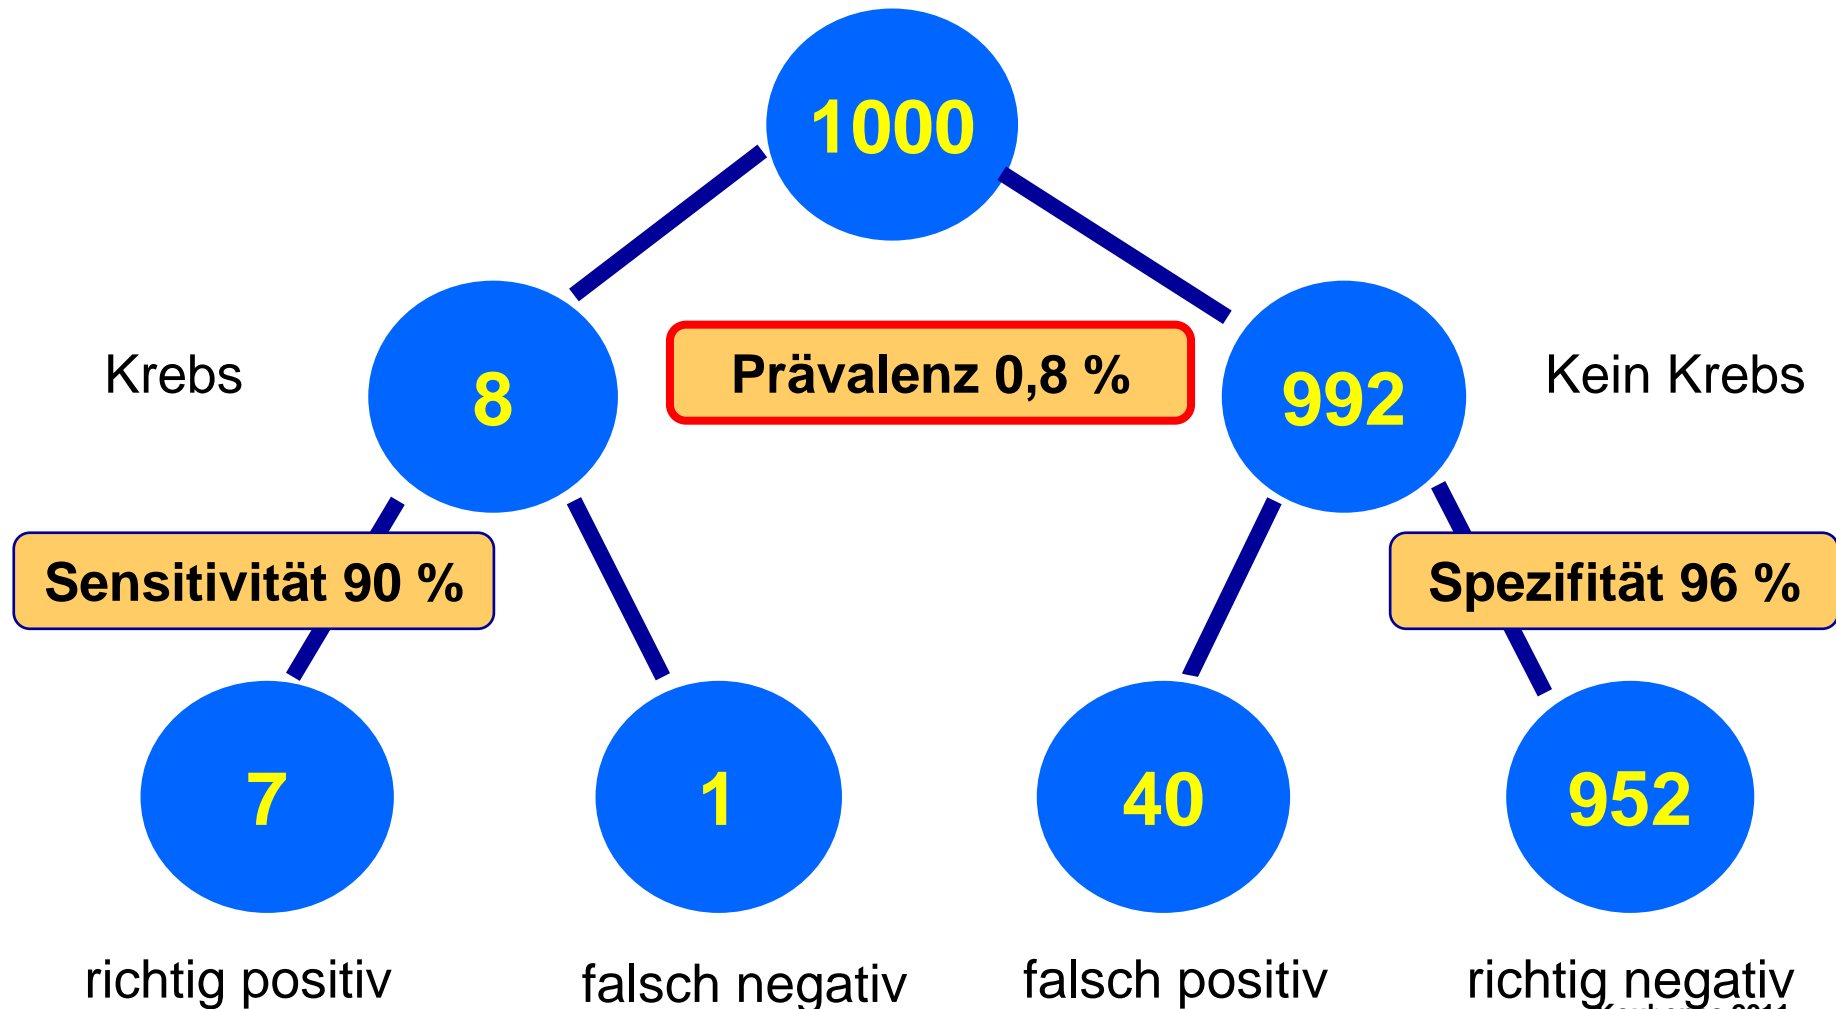 1000
Krebs
8
Prävalenz 0,8 %
992
Kein Krebs
Sensitivität 90 %
Spezifität 96 %
7
1
40
952
richtig positiv
falsch negativ
falsch positiv
richtig negativ
2011